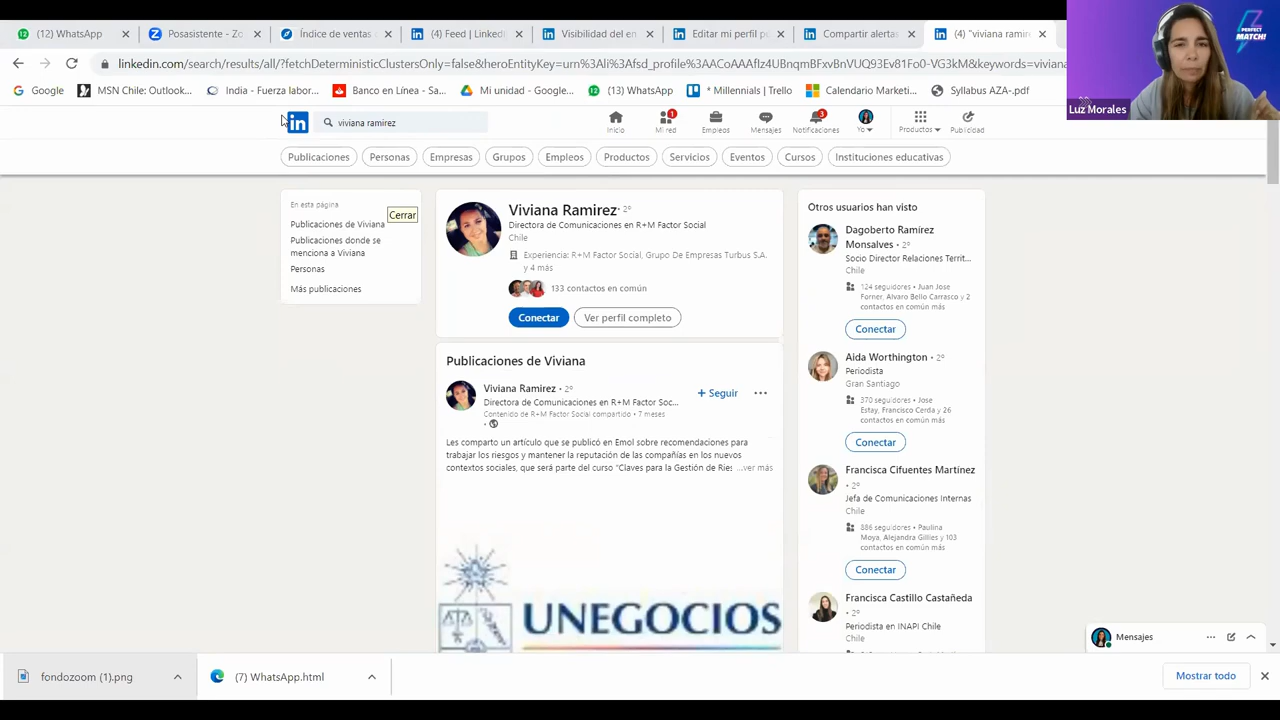 (12) WhatsApp
Posasistente - Zo
Índice de ventas
(4) Feed | LinkedI
Visibilidad del en
Editar mi perfil p
Compartir alertas
(4) "viviana ramir
linkedin.com/search/results/all/?fetchDeterministicClustersOnly=false&heroEntityKey=urn%3Ali%3Afsd_profile%3AACoAAAflz4UBnqmBFxvBnVUQ93Ev81Fo0-VG3kM&keywords=viviana
Google
MSN Chile: Outlook...
India - Fuerza labor...
Banco en Línea - Sa...
Mi unidad - Google...
(13) WhatsApp
* Millennials | Trello
Calendario Marketi...
Syllabus AZA-.pdf
PERFECT
MATCH!
Luz Morales
in
viviana ramirez
Inicio
1
Mi red
Empleos
Mensajes
3
Notificaciones
Yo
Productos
Publicidad
Publicaciones
Personas
Empresas
Grupos
Empleos
Productos
Servicios
Eventos
Cursos
Instituciones educativas
En esta página
Cerrar
Publicaciones de Viviana
Publicaciones donde se
menciona a Viviana
Personas
Más publicaciones
Viviana Ramirez • 2º
Directora de Comunicaciones en R+M Factor Social
Chile
Experiencia: R+M Factor Social, Grupo De Empresas Turbus S.A.
y 4 más
133 contactos en común
Conectar
Ver perfil completo
Publicaciones de Viviana
Viviana Ramirez • 2º
Directora de Comunicaciones en R+M Factor Soc...
Contenido de R+M Factor Social compartido • 7 meses
•
+ Seguir
Les comparto un artículo que se publicó en Emol sobre recomendaciones para
trabajar los riesgos y mantener la reputación de las compañías en los nuevos
contextos sociales, que será parte del curso "Claves para la Gestión de Ries ...ver más
UNEGOCIOS
Otros usuarios han visto
Dagoberto Ramírez
Monsalves • 2º
Socio Director Relaciones Territ...
Chile
124 seguidores • Juan Jose
Forner, Alvaro Bello Carrasco y 2
contactos en común más
Conectar
Aida Worthington • 2º
Periodista
Gran Santiago
370 seguidores • Jose
Estay, Francisco Cerda y 26
contactos en común más
Conectar
Francisca Cifuentes Martínez
• 2º
Jefa de Comunicaciones Internas
Chile
886 seguidores • Paulina
Moya, Alejandra Gillies y 103
contactos en común más
Conectar
Francisca Castillo Castañeda
• 2º
Periodista en INAPI Chile
Chile
Mensajes
fondozoom (1).png
(7) WhatsApp.html
Mostrar todo